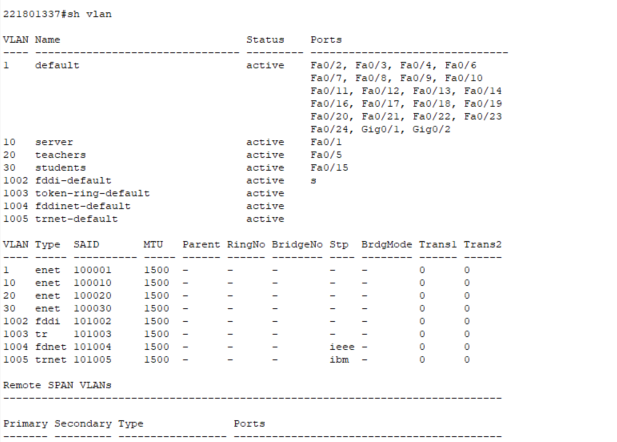 221801337#sh vlan
VLAN Name                             Status    Ports
---- -------------------------------- --------- -------------------------------
1    default                          active    Fa0/2, Fa0/3, Fa0/4, Fa0/6
                                                Fa0/7, Fa0/8, Fa0/9, Fa0/10
                                                Fa0/11, Fa0/12, Fa0/13, Fa0/14
                                                Fa0/16, Fa0/17, Fa0/18, Fa0/19
                                                Fa0/20, Fa0/21, Fa0/22, Fa0/23
                                                Fa0/24, Gig0/1, Gig0/2
10   server                           active    Fa0/1
20   teachers                         active    Fa0/5
30   students                         active    Fa0/15
1002 fddi-default                     active    s
1003 token-ring-default               active
1004 fddinet-default                  active
1005 trnet-default                    active
VLAN Type  SAID       MTU   Parent RingNo BridgeNo Stp  BrdgMode Trans1 Trans2
---- ----- ---------- ----- ------ ------ -------- ---- -------- ------ ------
1    enet  100001     1500  -      -      -        -    -        0      0
10   enet  100010     1500  -      -      -        -    -        0      0
20   enet  100020     1500  -      -      -        -    -        0      0
30   enet  100030     1500  -      -      -        -    -        0      0
1002 fddi  101002     1500  -      -      -        -    -        0      0
1003 tr    101003     1500  -      -      -        -    -        0      0
1004 fdnet 101004     1500  -      -      -        ieee -        0      0
1005 trnet 101005     1500  -      -      -        ibm  -        0      0
Remote SPAN VLANs
------------------------------------------------------------------------------
Primary Secondary Type              Ports
------- --------- ----------------- ------------------------------------------